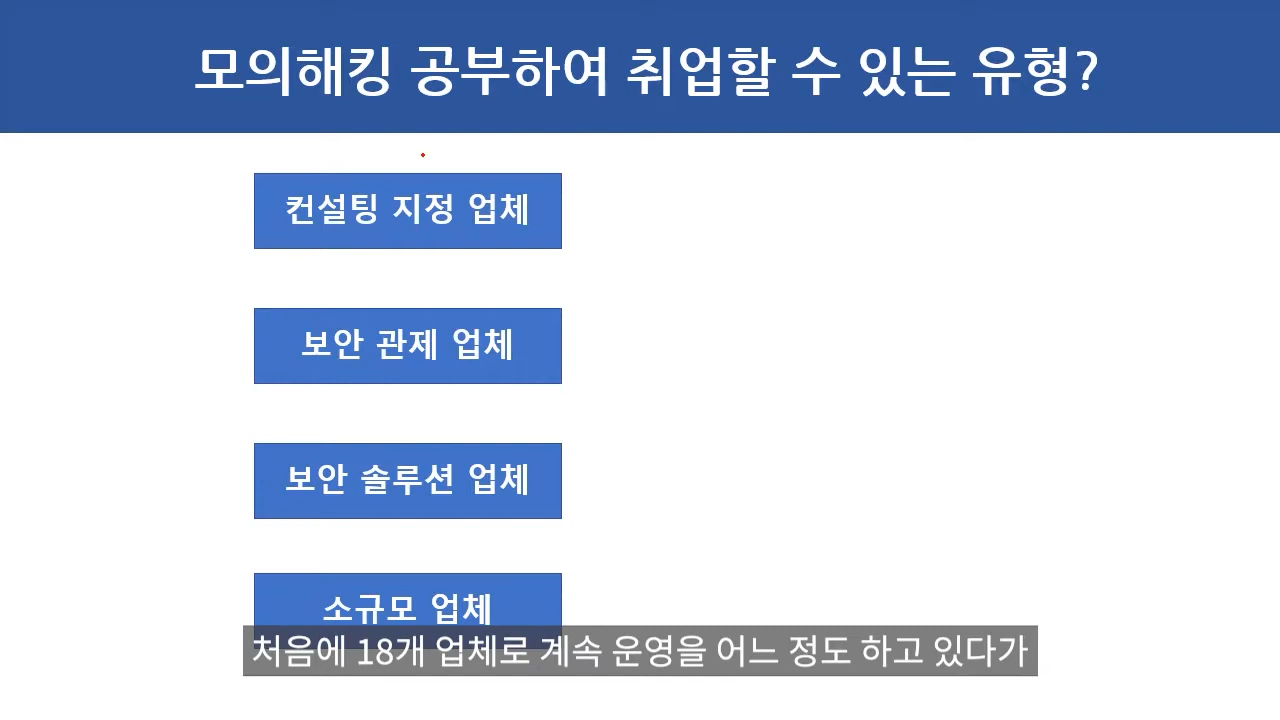 모의해킹 공부하여 취업할 수 있는 유형?
컨설팅 지정 업체
보안 관제 업체
보안 솔루션 업체
소규모 업체
처음에 18개 업체로 계속 운영을 어느 정도 하고 있다가